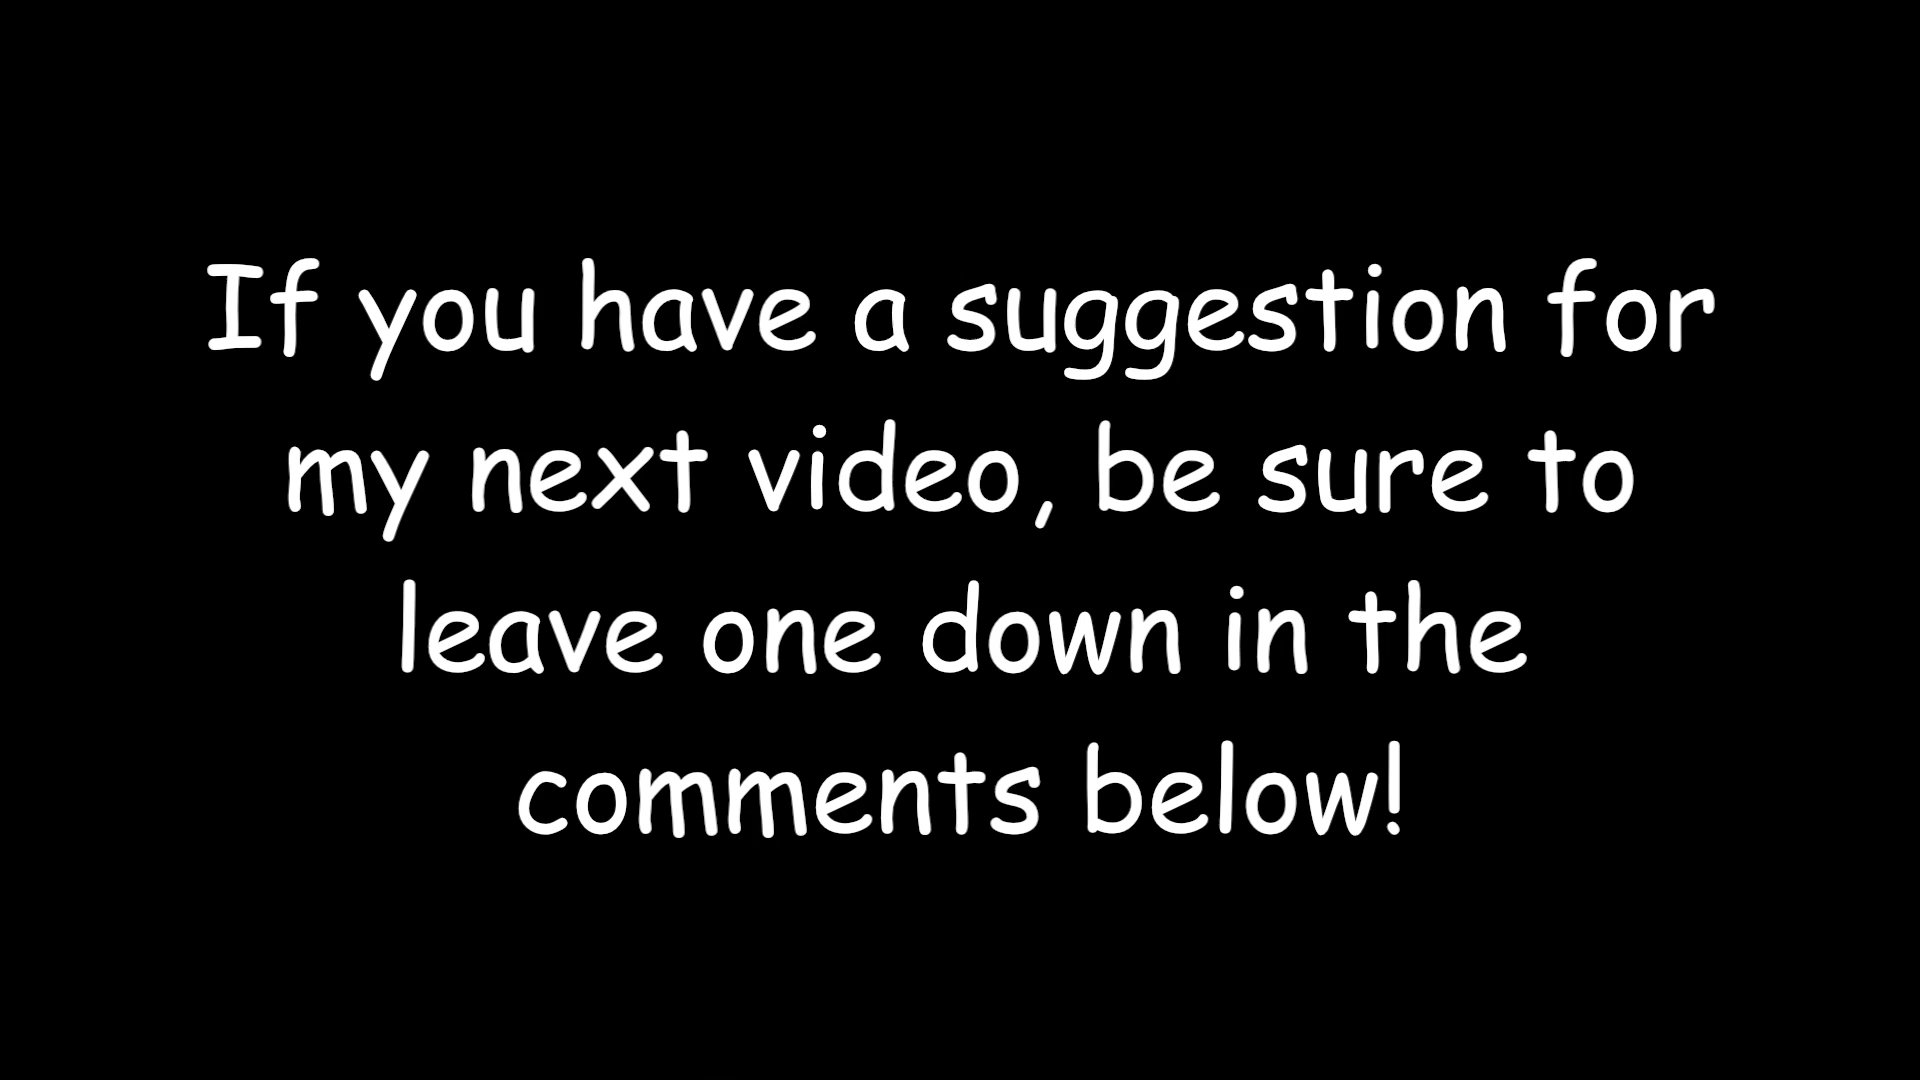 If you have a suggestion for
my next video, be sure to
leave one down in the
comments below!